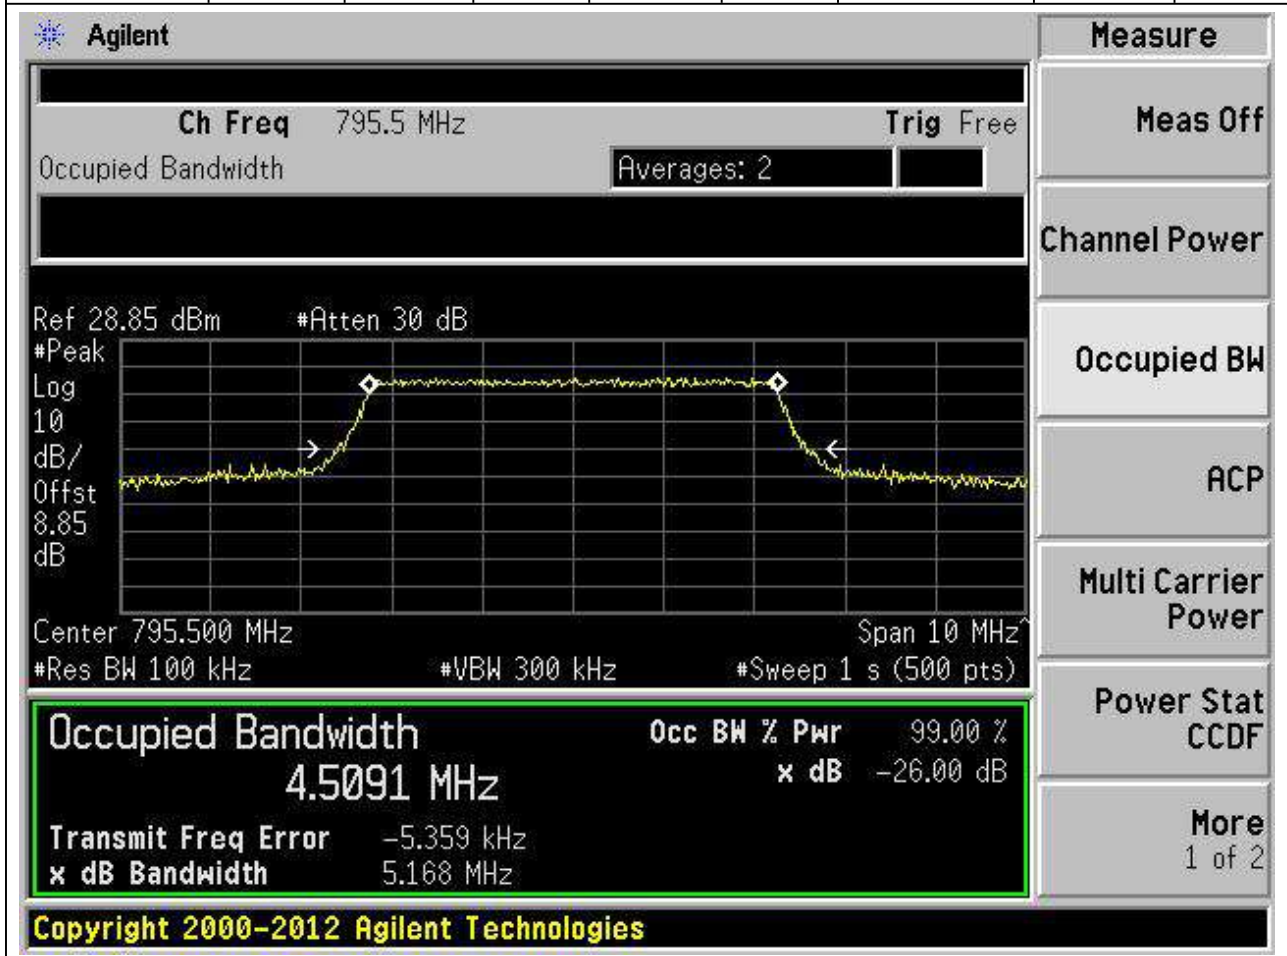 Agilent
Measure
Ch Freq 795.5 MHz Trig Free
Meas Off
Occupied Bandwidth Averages: 2
Channel Power
Ref 28.85 dBm #Atten 30 dB
#Peak
Log
10
dB/
Offst
8.85
dB
Occupied BW
ACP
Center 795.500 MHz Span 10 MHz^
#Res BW 100 kHz #VBW 300 kHz #Sweep 1 s (500 pts)
Multi Carrier
Power
Occupied Bandwidth Occ BW % Pwr 99.00 %
4.5091 MHz x dB -26.00 dB
Transmit Freq Error -5.359 kHz
x dB Bandwidth 5.168 MHz
Power Stat
CCDF
More
1 of 2
Copyright 2000-2012 Agilent Technologies